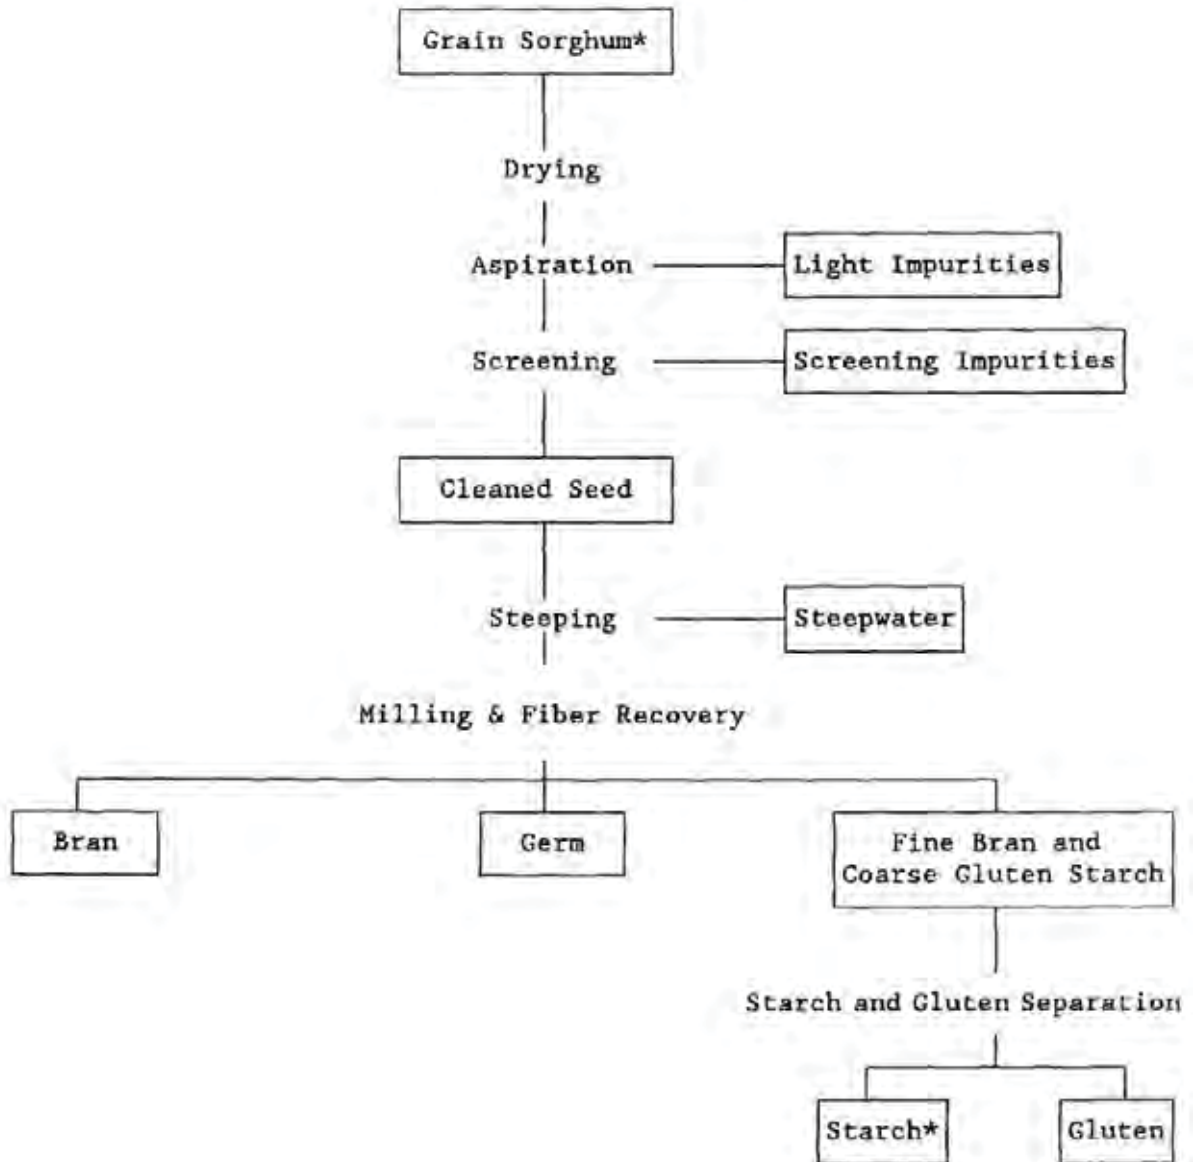 Grain Sorghum*
Drying
Aspiration
Light Impurities
Screening
Screening Impurities
Cleaned Seed
Steeping
Steepwater
Milling & Fiber Recovery
Bran
Germ
Fine Bran and
Coarse Gluten Starch
Starch and Gluten Separation
Starch*
Gluten